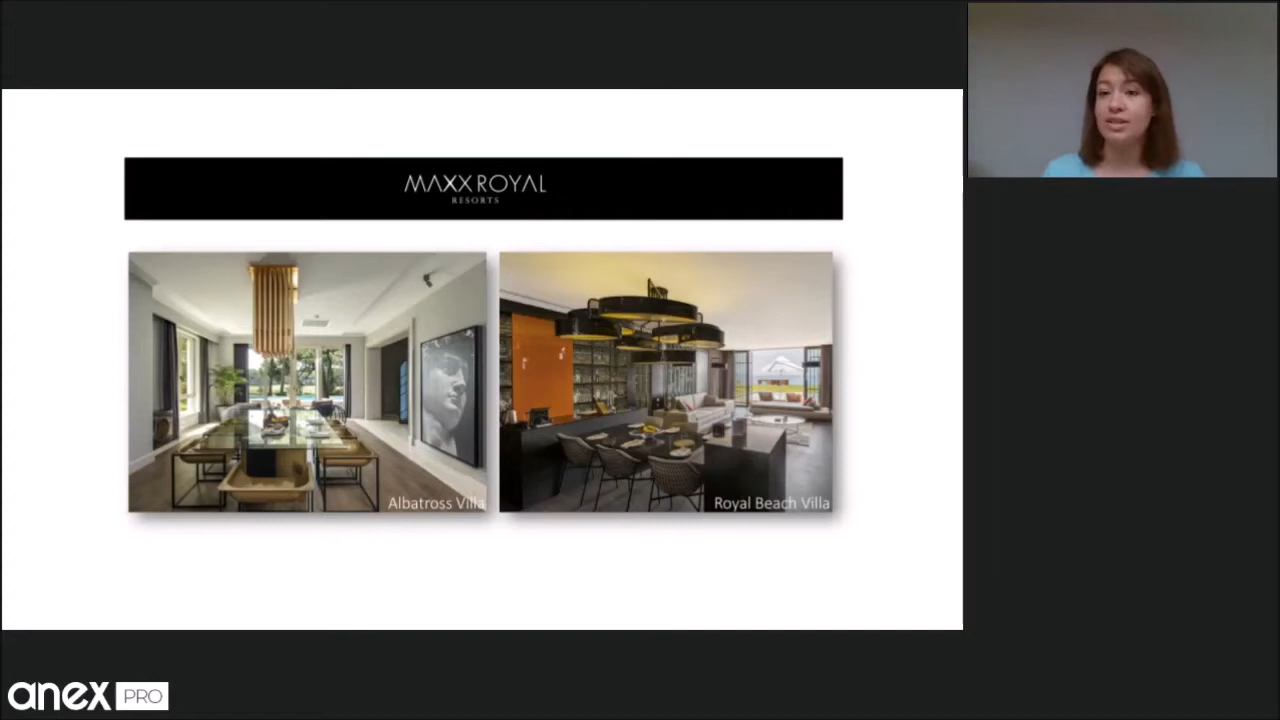 MAXX ROYAL
RESORTS
Albatross Villa
Royal Beach Villa
anex PRO